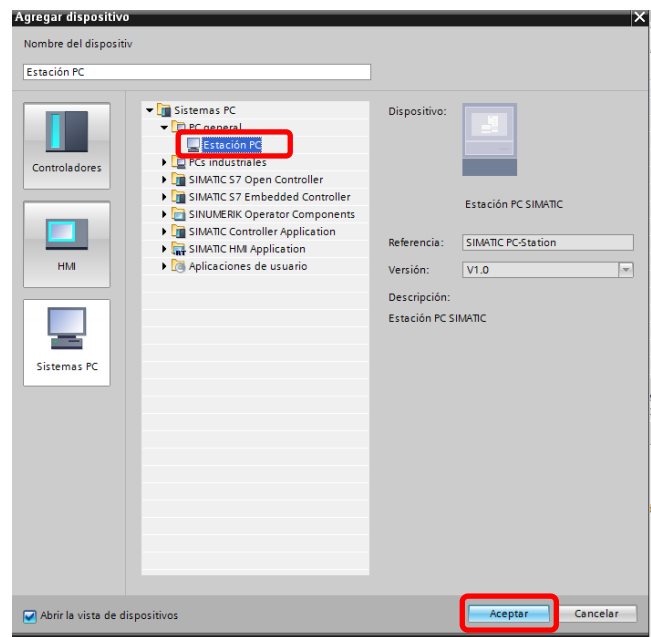 Agregar dispositivo
Nombre del dispositiv
Estación PC
Controladores
HMI
Sistemas PC
Sistemas PC
PC general
Estación PC
PCs industriales
SIMATIC S7 Open Controller
SIMATIC S7 Embedded Controller
SINUMERIK Operator Components
SIMATIC Controller Application
SIMATIC HMI Application
Aplicaciones de usuario
Dispositivo:
Estación PC SIMATIC
Referencia: SIMATIC PC-Station
Versión: V1.0
Descripción:
Estación PC SIMATIC
Abrir la vista de dispositivos
Aceptar Cancelar